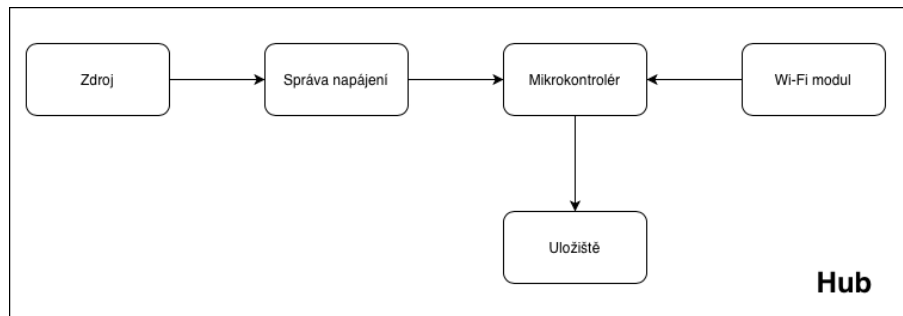 Zdroj
Správa napájení
Mikrokontrolér
Wi-Fi modul
Uložiště
Hub